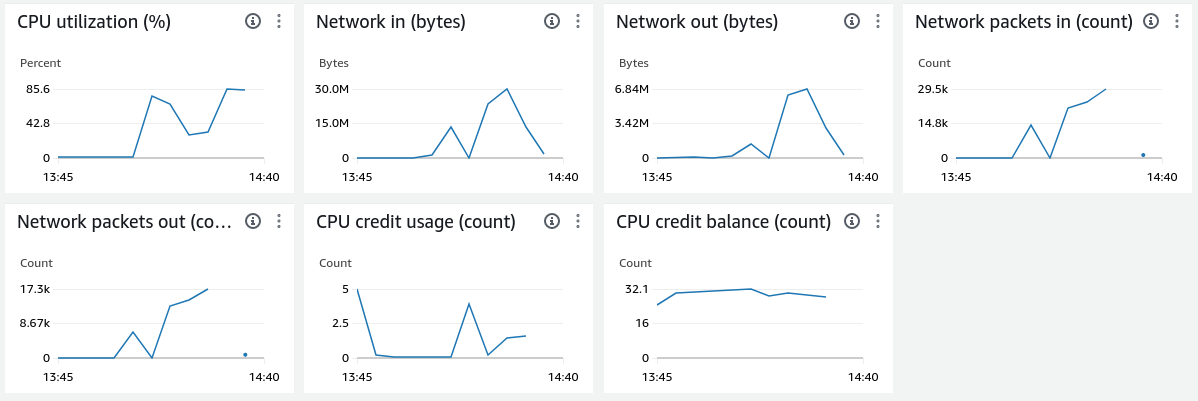 CPU utilization (%)
Percent
85.6
42.8
0
13:45
14:40
Network in (bytes)
Bytes
30.0M
15.0M
0
13:45
14:40
Network out (bytes)
Bytes
6.84M
3.42M
0
13:45
14:40
Network packets in (count)
Count
29.5k
14.8k
0
13:45
14:40
Network packets out (co…
Count
17.3k
8.67k
0
13:45
14:40
CPU credit usage (count)
Count
5
2.5
0
13:45
14:40
CPU credit balance (count)
Count
32.1
16
0
13:45
14:40